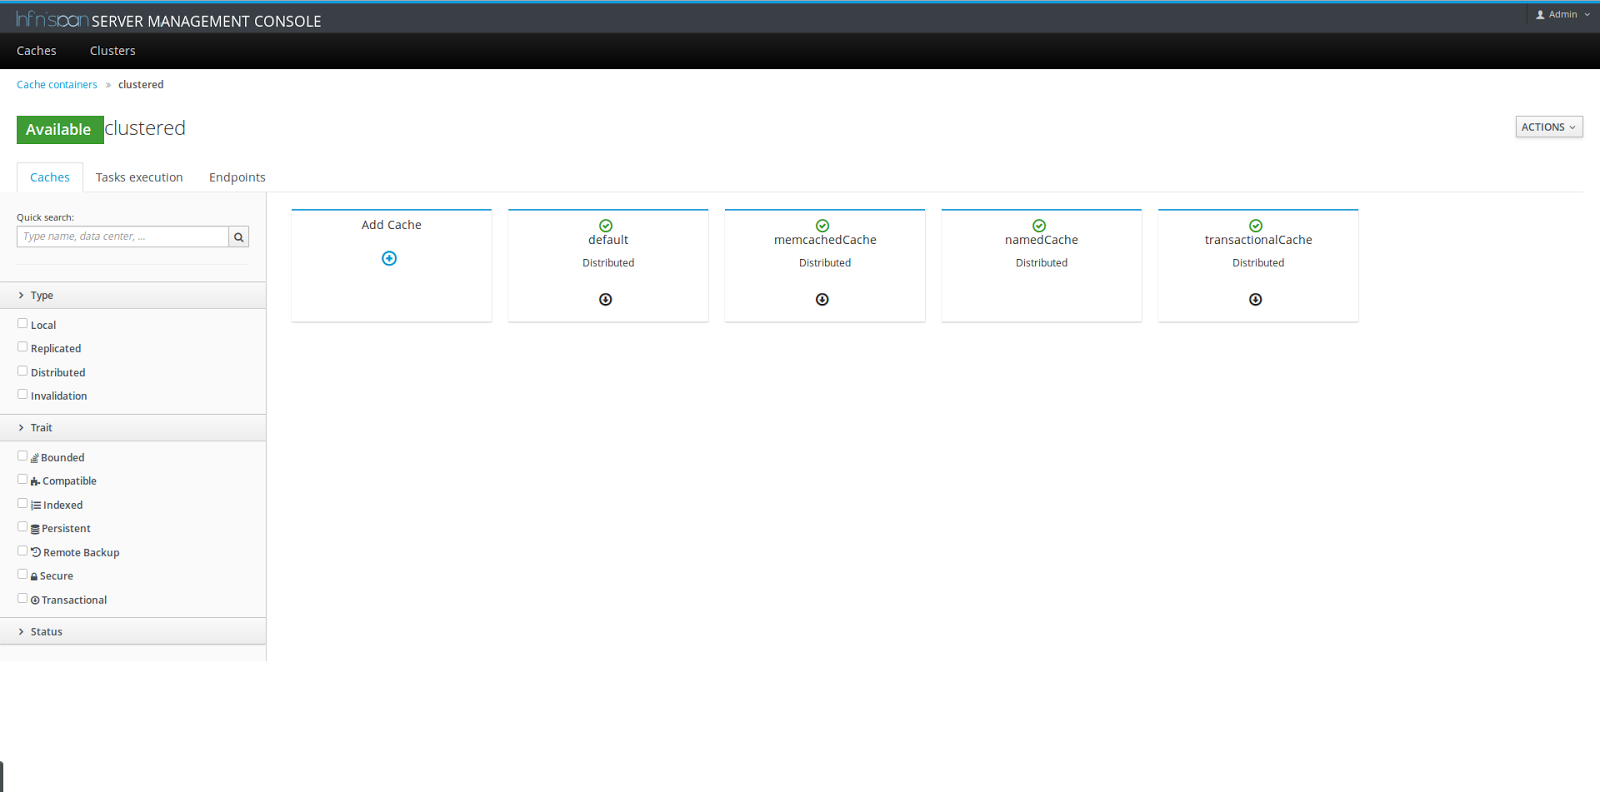 Infinispan SERVER MANAGEMENT CONSOLE
Admin
Caches Clusters
Cache containers » clustered
Available clustered
ACTIONS
Caches Tasks execution Endpoints
Quick search:
Type name, data center, ...
Type
Local
Replicated
Distributed
Invalidation
Trait
Bounded
Compatible
Indexed
Persistent
Remote Backup
Secure
Transactional
Status
Add Cache
default
Distributed
memcachedCache
Distributed
namedCache
Distributed
transactionalCache
Distributed